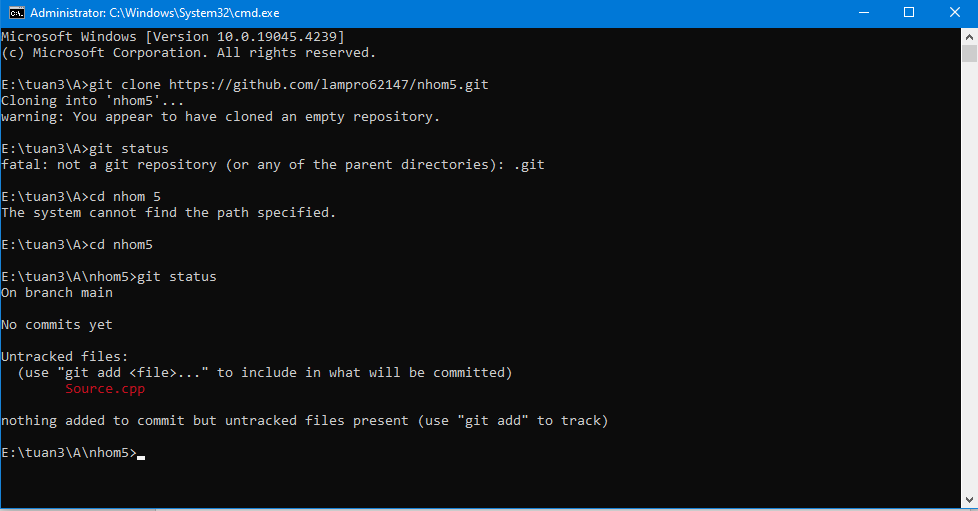 Administrator: C:\Windows\System32\cmd.exe
Microsoft Windows [Version 10.0.19045.4239]
(c) Microsoft Corporation. All rights reserved.
E:\tuan3\A>git clone https://github.com/lampro62147/nhom5.git
Cloning into 'nhom5'...
warning: You appear to have cloned an empty repository.
E:\tuan3\A>git status
fatal: not a git repository (or any of the parent directories): .git
E:\tuan3\A>cd nhom 5
The system cannot find the path specified.
E:\tuan3\A>cd nhom5
E:\tuan3\A\nhom5>git status
On branch main
No commits yet
Untracked files:
  (use "git add <file>..." to include in what will be committed)
        Source.cpp
nothing added to commit but untracked files present (use "git add" to track)
E:\tuan3\A\nhom5>